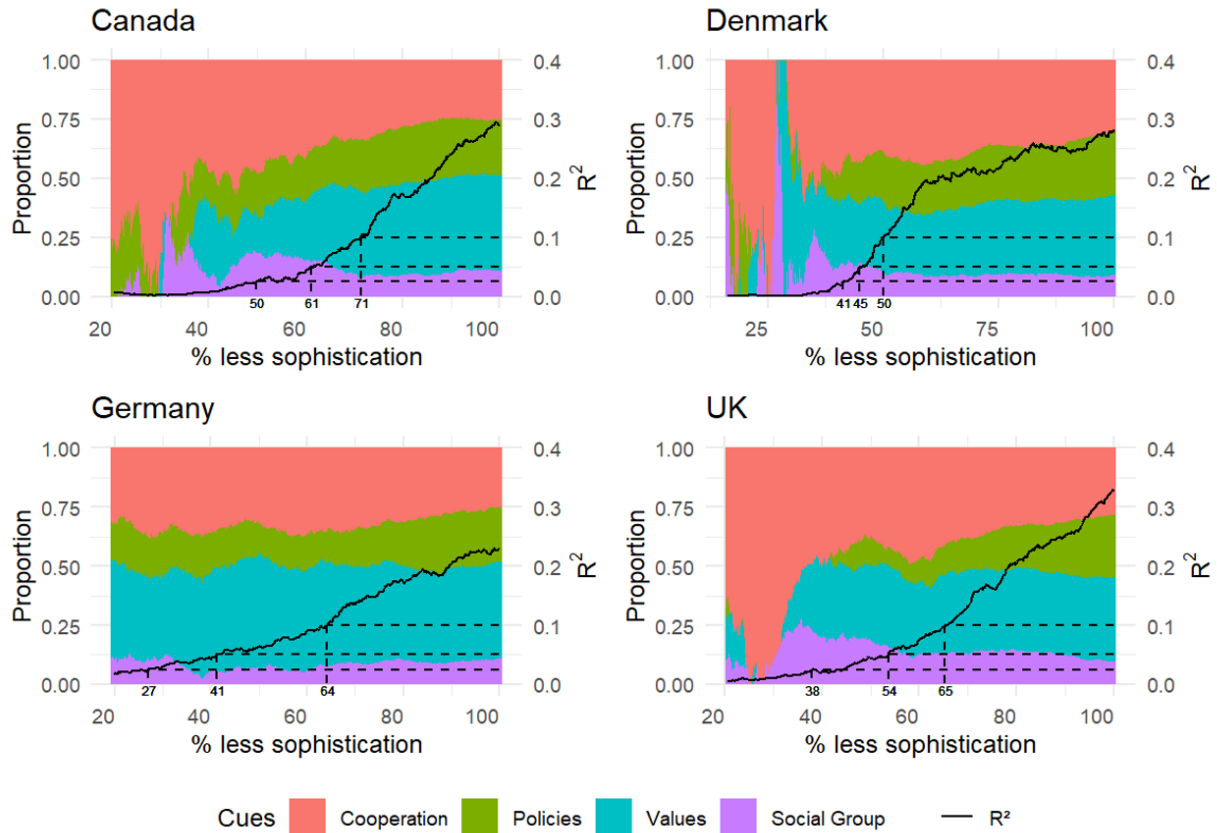 Canada
Denmark
1.00 0.4 1.00 0.4
0.75 0.3 0.75 0.3
0.50 0.2 0.50 0.2
0.25 0.1 0.25 0.1
0.00 0.0 0.00 0.0
Proportion R² Proportion R²
50 61 71 41 45 50
20 40 60 80 100 25 50 75 100
% less sophistication % less sophistication
Germany
UK
1.00 0.4 1.00 0.4
0.75 0.3 0.75 0.3
0.50 0.2 0.50 0.2
0.25 0.1 0.25 0.1
0.00 0.0 0.00 0.0
Proportion R² Proportion R²
27 41 64 38 54 65
20 40 60 80 100 20 40 60 80 100
% less sophistication % less sophistication
Cues Cooperation Policies Values Social Group R²